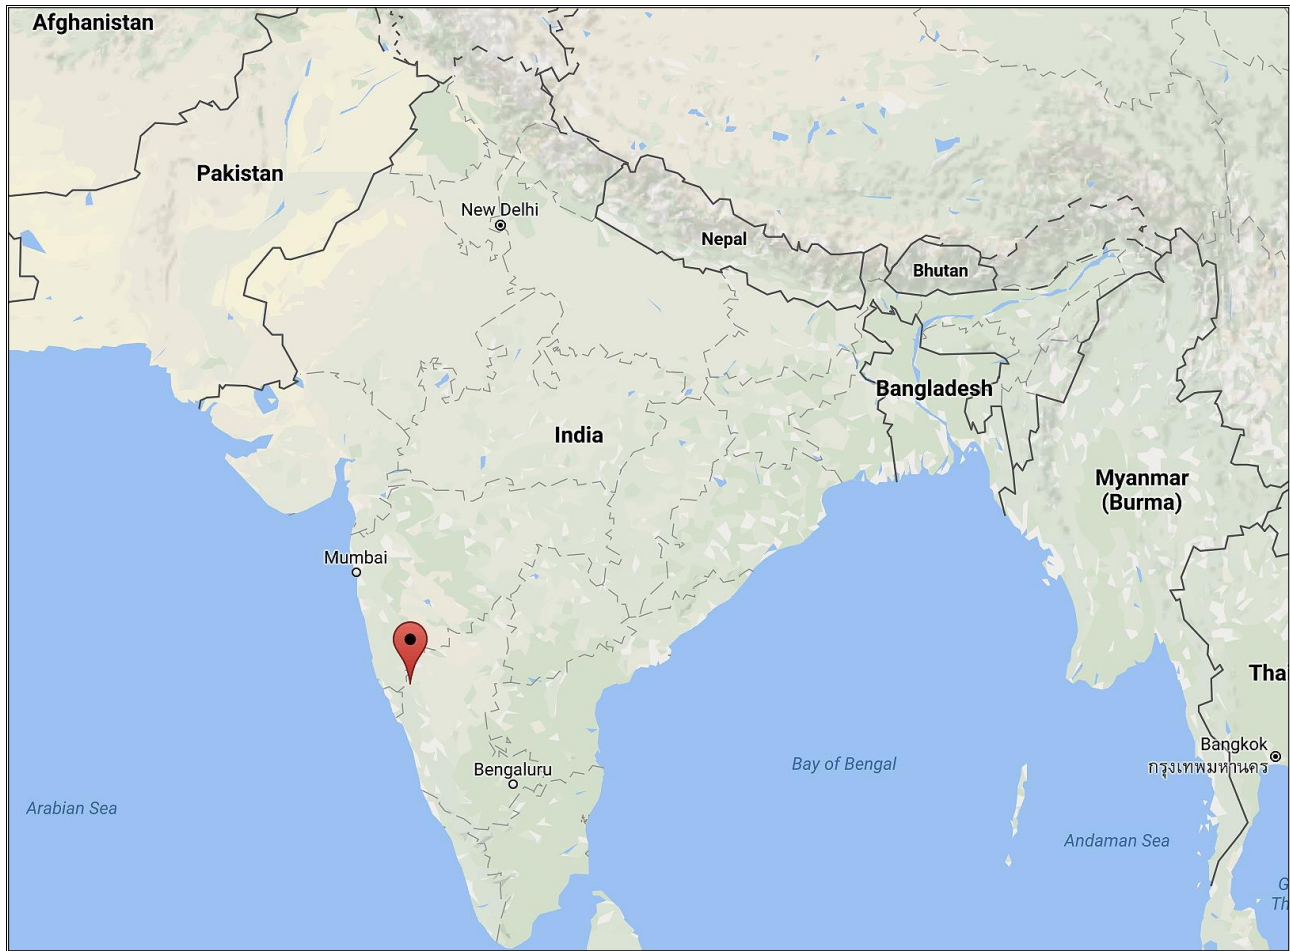 Afghanistan
Pakistan
New Delhi
Nepal
Bhutan
Bangladesh
India
Myanmar
(Burma)
Mumbai
Thai
Bangkok
กรุงเทพมหานคร
Bengaluru
Bay of Bengal
Arabian Sea
Andaman Sea
G
Th